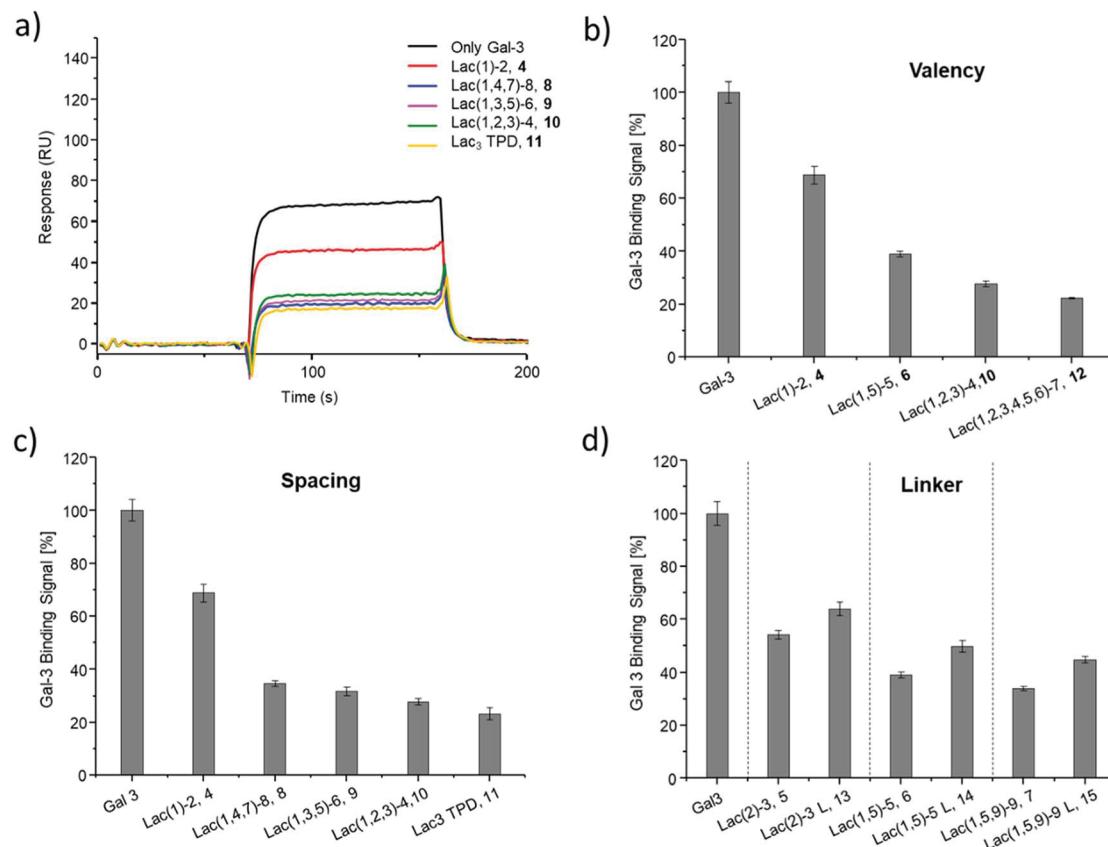 a)
140
120
100
80
60
40
20
0
Response (RU)
0
100
200
Time (s)
Only Gal-3
Lac(1)-2, 4
Lac(1,4,7)-8, 8
Lac(1,3,5)-6, 9
Lac(1,2,3)-4, 10
Lac3 TPD, 11
b)
Valency
120
100
80
60
40
20
0
Gal-3 Binding Signal [%]
Gal-3
Lac(1)-2, 4
Lac(1,5)-5, 6
Lac(1,2,3)-4,10
Lac(1,2,3,4,5,6)-7, 12
c)
Spacing
120
100
80
60
40
20
0
Gal-3 Binding Signal [%]
Gal 3
Lac(1)-2, 4
Lac(1,4,7)-8, 8
Lac(1,3,5)-6, 9
Lac(1,2,3)-4,10
Lac3 TPD, 11
d)
Linker
120
100
80
60
40
20
0
Gal 3 Binding Signal [%]
Gal3
Lac(2)-3, 5
Lac(2)-3 L, 13
Lac(1,5)-5, 6
Lac(1,5)-5 L, 14
Lac(1,5,9)-9, 7
Lac(1,5,9)-9 L, 15